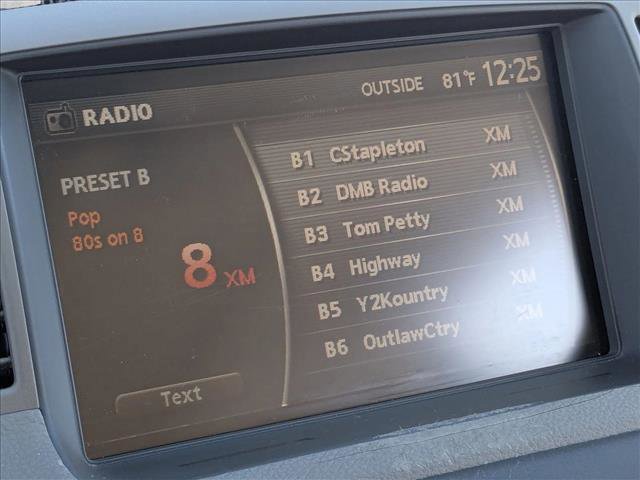 RADIO OUTSIDE 81°F 12:25
PRESET B
Pop
80s on 8
8 XM
Text
B1 CStapleton XM
B2 DMB Radio XM
B3 Tom Petty XM
B4 Highway XM
B5 Y2Kountry XM
B6 OutlawCtry XM